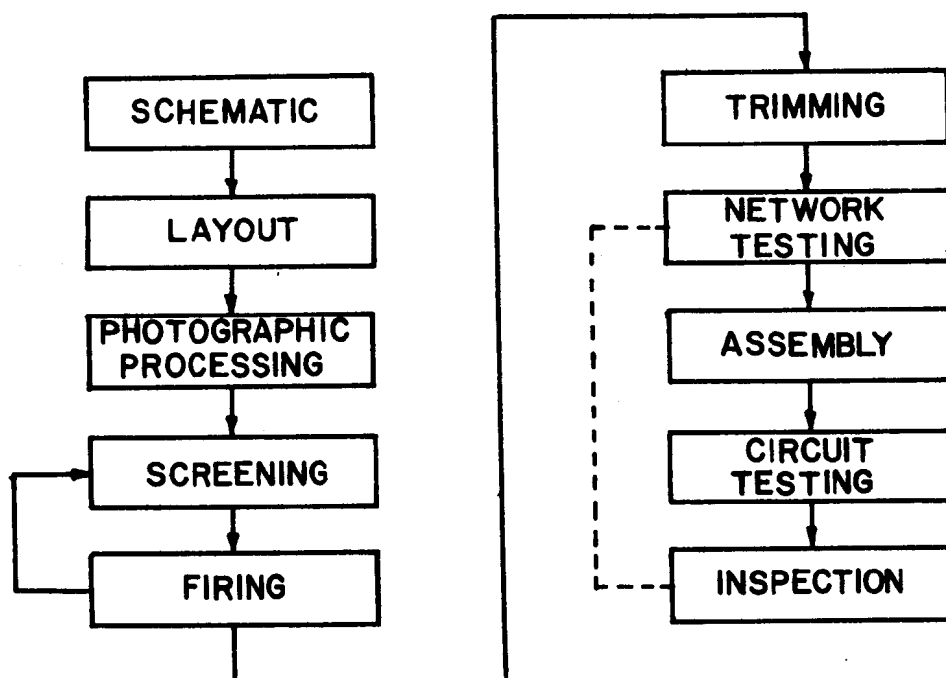 SCHEMATIC
LAYOUT
PHOTOGRAPHIC
PROCESSING
SCREENING
FIRING
TRIMMING
NETWORK
TESTING
ASSEMBLY
CIRCUIT
TESTING
INSPECTION